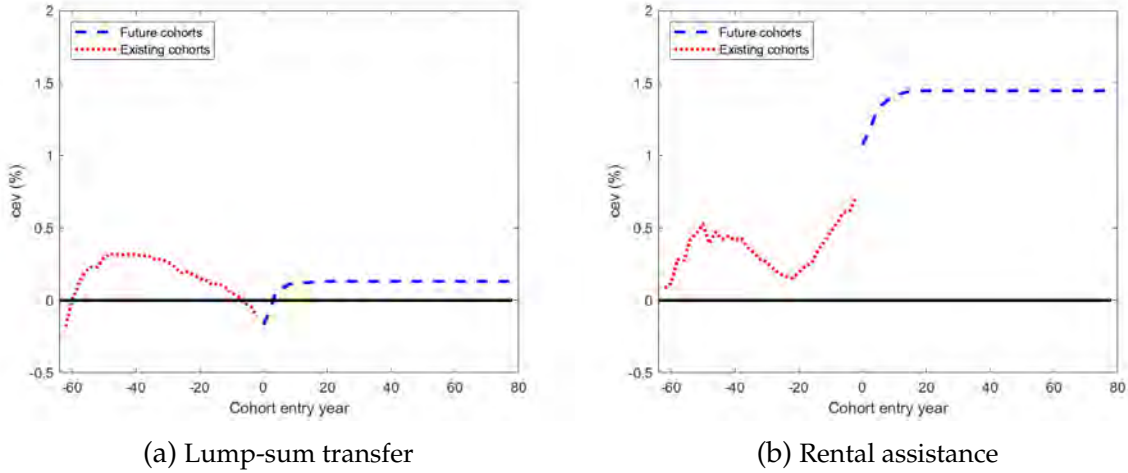 2
1.5
1
0.5
0
-0.5
cev (%)
Future cohorts
Existing cohorts
-60 -40 -20 0 20 40 60 80
Cohort entry year
(a) Lump-sum transfer
2
1.5
1
0.5
0
-0.5
cev (%)
Future cohorts
Existing cohorts
-60 -40 -20 0 20 40 60 80
Cohort entry year
(b) Rental assistance